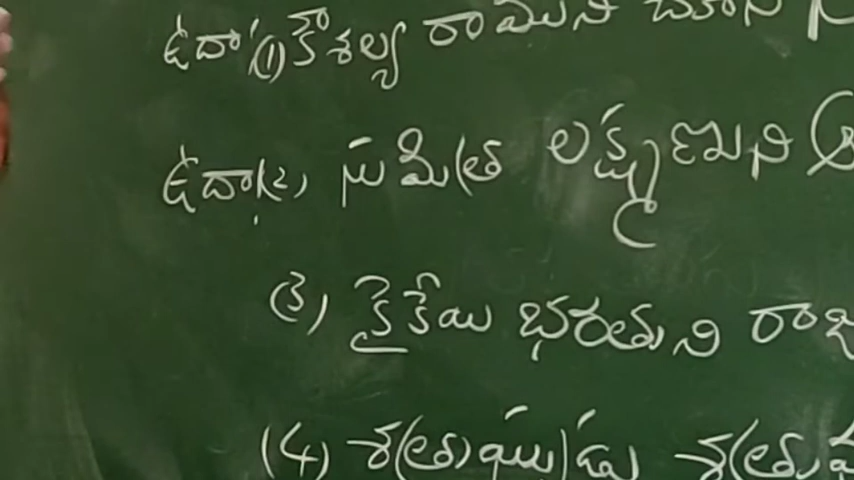 ఉదా (1) కౌశల్య రాముని
ఉదా (2) సుమిత్ర లక్ష్మణుని
(3) కైకేయి భరతుని
(4) శత్రుఘ్నుడు